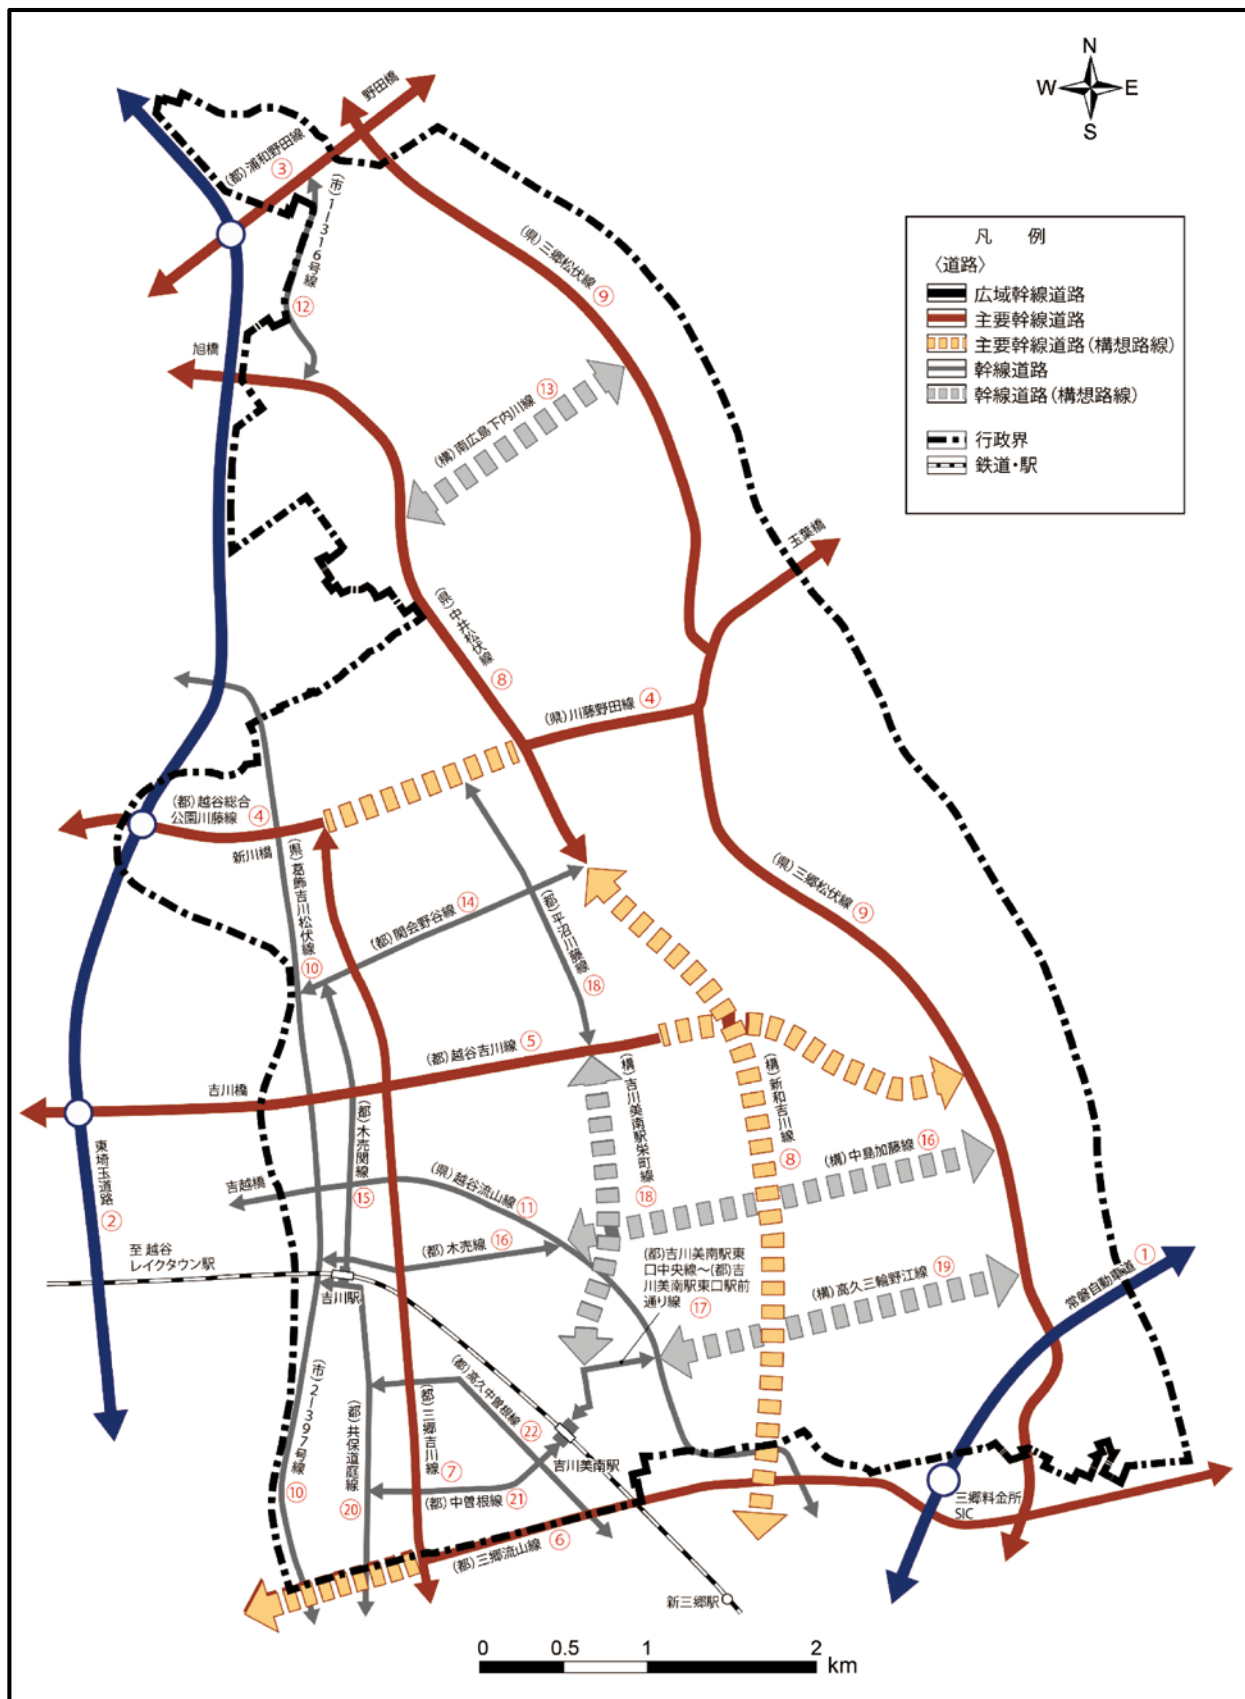 N
W
E
S
野田橋
(都)浦和野田線
③
(市)1ー316号線
⑫
旭橋
(県)三郷松伏線
⑨
凡 例
〈道路〉
広域幹線道路
主要幹線道路
主要幹線道路(構想路線)
幹線道路
幹線道路(構想路線)
行政界
鉄道・駅
(構)南広島下内川線
⑬
玉葉橋
(県)中井松伏線
⑧
(県)川藤野田線
④
(都)越谷総合
公園川藤線
④
新川橋
(県)葛飾吉川松伏線
⑩
(都)関会野谷線
⑭
(都)平沼川藤線
⑱
(県)三郷松伏線
⑨
(都)越谷吉川線
⑤
吉川橋
東埼玉道路
②
(都)木売関線
⑮
(構)吉川美南駅栄町線
⑱
(構)新和吉川線
⑧
(構)中島加藤線
⑯
吉越橋
(県)越谷流山線
⑪
(都)木売線
⑯
至 越谷
レイクタウン駅
吉川駅
(都)吉川美南駅東
口中央線〜(都)吉
川美南駅東口駅前
通り線
⑰
(構)高久三輪野江線
⑲
常磐自動車道
①
(市)2ー397号線
⑩
(都)共保道庭線
⑳
(都)三郷吉川線
⑦
(都)高久中曽根線
㉒
吉川美南駅
(都)中曽根線
㉑
(都)三郷流山線
⑥
三郷料金所
SIC
新三郷駅
0 0.5 1 2
km